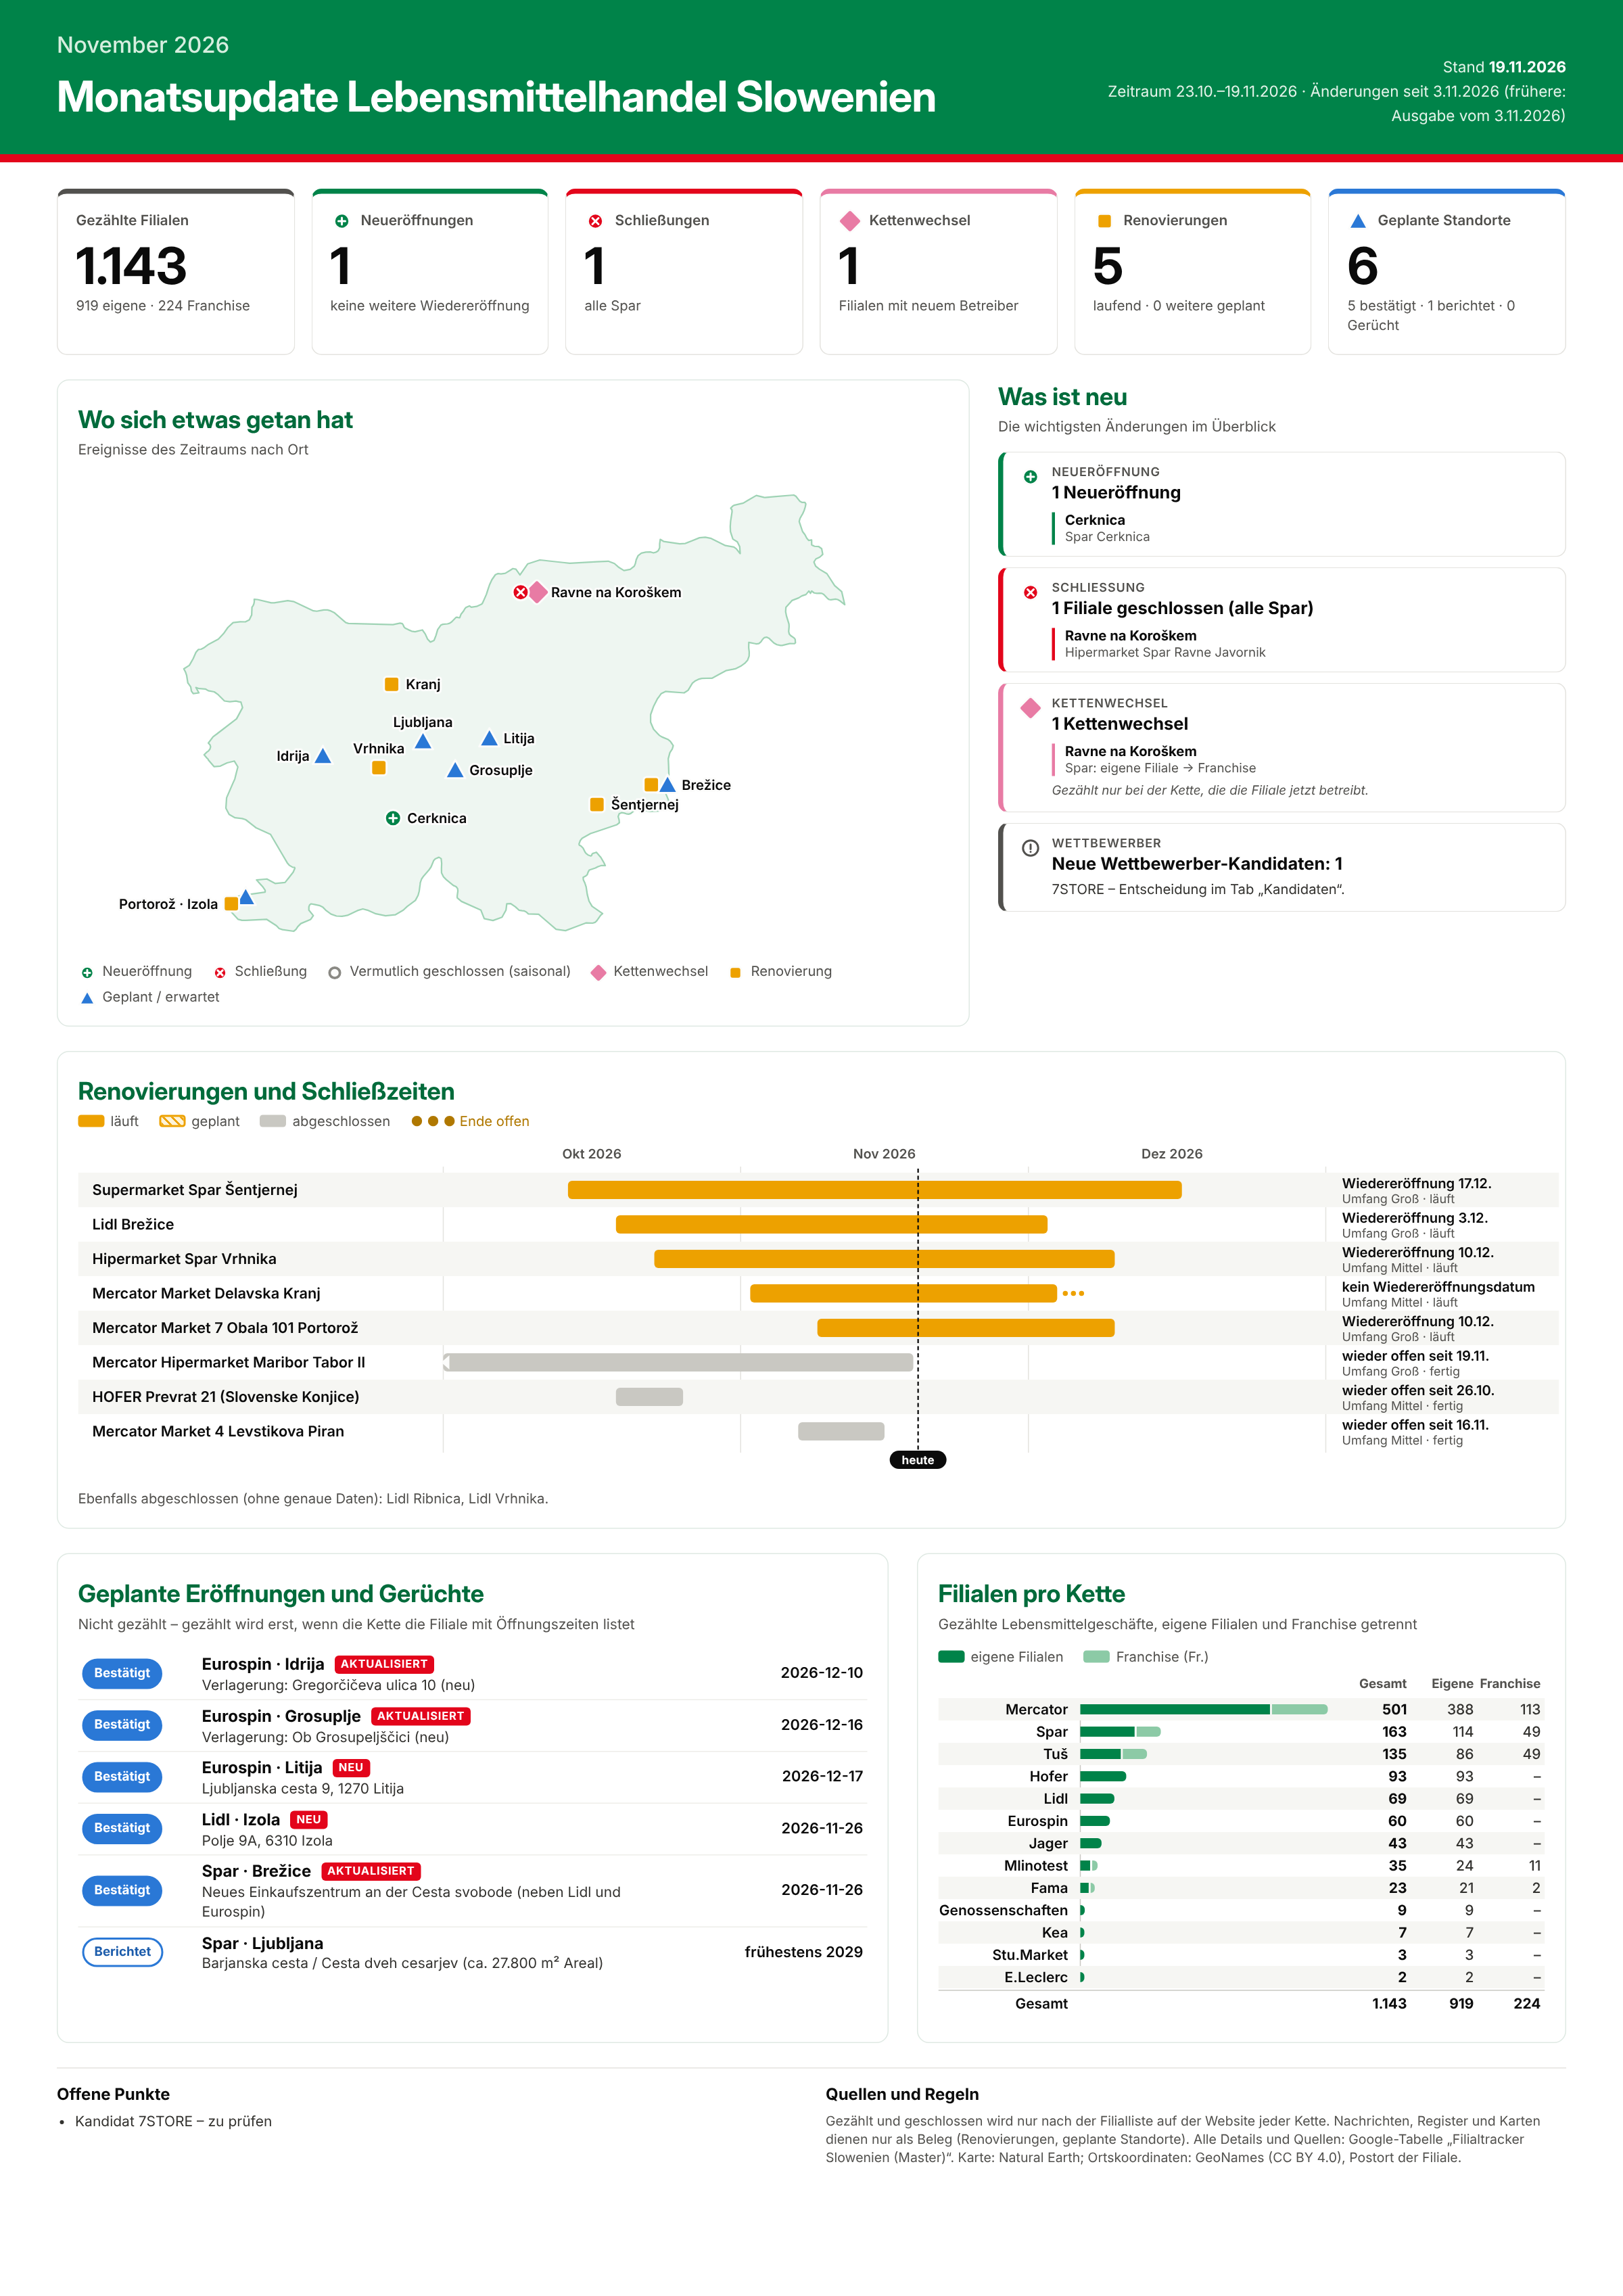 November 2026
Monatsupdate Lebensmittelhandel Slowenien
Stand 19.11.2026
Zeitraum 23.10.–19.11.2026 · Änderungen seit 3.11.2026 (frühere:
Ausgabe vom 3.11.2026)
Gezählte Filialen
1.143
919 eigene · 224 Franchise
Neueröffnungen
1
keine weitere Wiedereröffnung
Schließungen
1
alle Spar
Kettenwechsel
1
Filialen mit neuem Betreiber
Renovierungen
5
laufend · 0 weitere geplant
Geplante Standorte
6
5 bestätigt · 1 berichtet · 0
Gerücht
Wo sich etwas getan hat
Ereignisse des Zeitraums nach Ort
Ravne na Koroškem
Kranj
Ljubljana
Litija
Vrhnika
Idrija
Grosuplje
Brežice
Šentjernej
Cerknica
Portorož · Izola
Neueröffnung
Schließung
Vermutlich geschlossen (saisonal)
Kettenwechsel
Renovierung
Geplant / erwartet
Was ist neu
Die wichtigsten Änderungen im Überblick
NEUERÖFFNUNG
1 Neueröffnung
Cerknica
Spar Cerknica
SCHLIESSUNG
1 Filiale geschlossen (alle Spar)
Ravne na Koroškem
Hipermarket Spar Ravne Javornik
KETTENWECHSEL
1 Kettenwechsel
Ravne na Koroškem
Spar: eigene Filiale → Franchise
Gezählt nur bei der Kette, die die Filiale jetzt betreibt.
WETTBEWERBER
Neue Wettbewerber-Kandidaten: 1
7STORE – Entscheidung im Tab „Kandidaten“.
Renovierungen und Schließzeiten
läuft
geplant
abgeschlossen
Ende offen
Okt 2026
Nov 2026
Dez 2026
Supermarket Spar Šentjernej
Wiedereröffnung 17.12.
Umfang Groß · läuft
Lidl Brežice
Wiedereröffnung 3.12.
Umfang Groß · läuft
Hipermarket Spar Vrhnika
Wiedereröffnung 10.12.
Umfang Mittel · läuft
Mercator Market Delavska Kranj
kein Wiedereröffnungsdatum
Umfang Mittel · läuft
Mercator Market 7 Obala 101 Portorož
Wiedereröffnung 10.12.
Umfang Groß · läuft
Mercator Hipermarket Maribor Tabor II
wieder offen seit 19.11.
Umfang Groß · fertig
HOFER Prevrat 21 (Slovenske Konjice)
wieder offen seit 26.10.
Umfang Mittel · fertig
Mercator Market 4 Levstikova Piran
wieder offen seit 16.11.
Umfang Mittel · fertig
heute
Ebenfalls abgeschlossen (ohne genaue Daten): Lidl Ribnica, Lidl Vrhnika.
Geplante Eröffnungen und Gerüchte
Nicht gezählt – gezählt wird erst, wenn die Kette die Filiale mit Öffnungszeiten listet
Bestätigt
Eurospin · Idrija AKTUALISIERT
Verlagerung: Gregorčičeva ulica 10 (neu)
2026-12-10
Bestätigt
Eurospin · Grosuplje AKTUALISIERT
Verlagerung: Ob Grosupeljščici (neu)
2026-12-16
Bestätigt
Eurospin · Litija NEU
Ljubljanska cesta 9, 1270 Litija
2026-12-17
Bestätigt
Lidl · Izola NEU
Polje 9A, 6310 Izola
2026-11-26
Bestätigt
Spar · Brežice AKTUALISIERT
Neues Einkaufszentrum an der Cesta svobode (neben Lidl und
Eurospin)
2026-11-26
Berichtet
Spar · Ljubljana
Barjanska cesta / Cesta dveh cesarjev (ca. 27.800 m² Areal)
frühestens 2029
Filialen pro Kette
Gezählte Lebensmittelgeschäfte, eigene Filialen und Franchise getrennt
eigene Filialen
Franchise (Fr.)
Gesamt Eigene Franchise
Mercator 501 388 113
Spar 163 114 49
Tuš 135 86 49
Hofer 93 93 –
Lidl 69 69 –
Eurospin 60 60 –
Jager 43 43 –
Mlinotest 35 24 11
Fama 23 21 2
Genossenschaften 9 9 –
Kea 7 7 –
Stu.Market 3 3 –
E.Leclerc 2 2 –
Gesamt 1.143 919 224
Offene Punkte
• Kandidat 7STORE – zu prüfen
Quellen und Regeln
Gezählt und geschlossen wird nur nach der Filialliste auf der Website jeder Kette. Nachrichten, Register und Karten
dienen nur als Beleg (Renovierungen, geplante Standorte). Alle Details und Quellen: Google-Tabelle „Filialtracker
Slowenien (Master)“. Karte: Natural Earth; Ortskoordinaten: GeoNames (CC BY 4.0), Postort der Filiale.